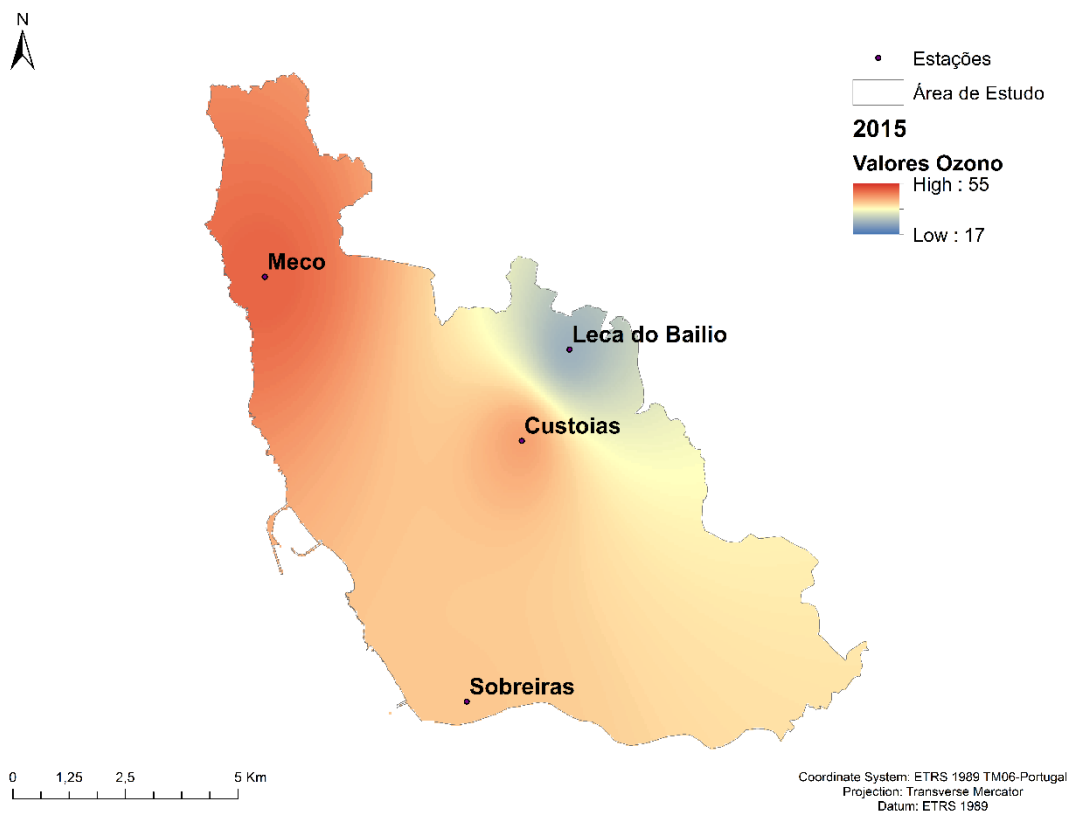 N
Estações
Área de Estudo
2015
Valores Ozono
High : 55
Low : 17
Meco
Leca do Bailio
Custoias
Sobreiras
0 1,25 2,5 5 Km
Coordinate System: ETRS 1989 TM06-Portugal
Projection: Transverse Mercator
Datum: ETRS 1989